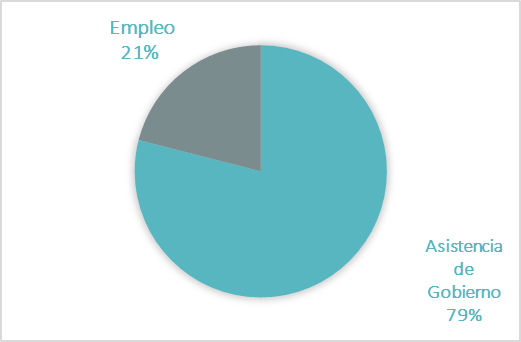 Empleo
21%
Asistencia
de
Gobierno
79%